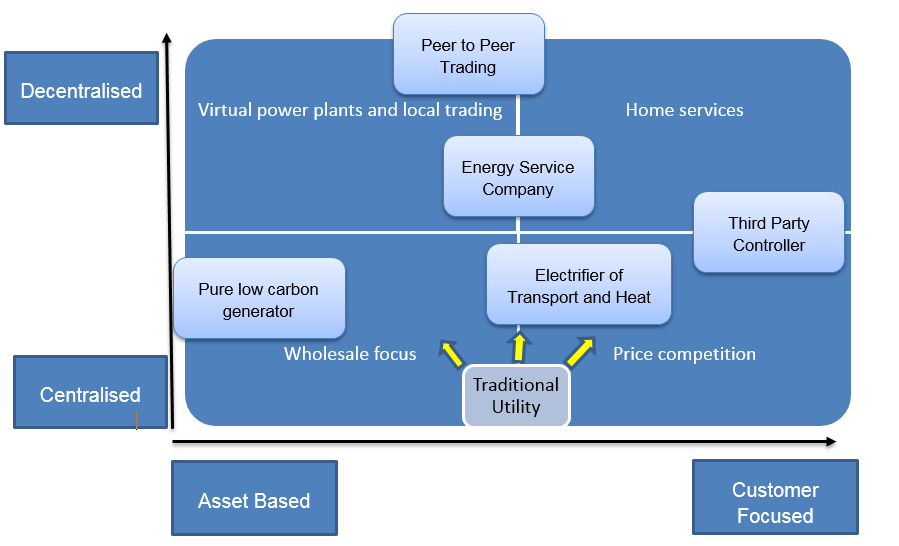 Peer to Peer
Trading
Decentralised
Virtual power plants and local trading
Home services
Energy Service
Company
Third Party
Controller
Electrifier of
Transport and Heat
Pure low carbon
generator
Wholesale focus
Price competition
Centralised
Traditional
Utility
Asset Based
Customer
Focused